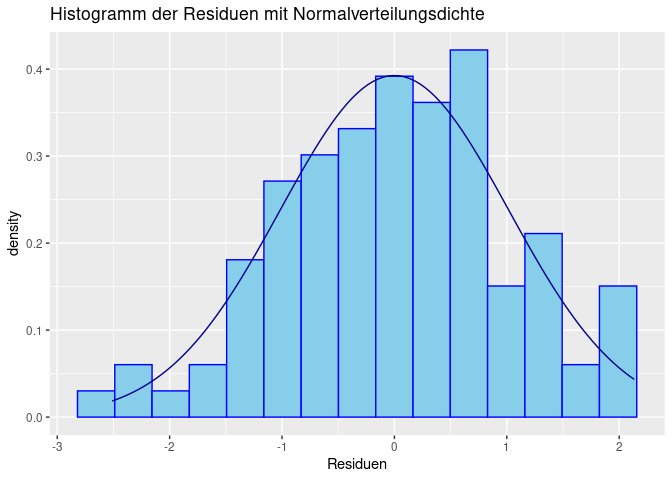 Histogramm der Residuen mit Normalverteilungsdichte
density
0.4
0.3
0.2
0.1
0.0
-3 -2 -1 0 1 2
Residuen